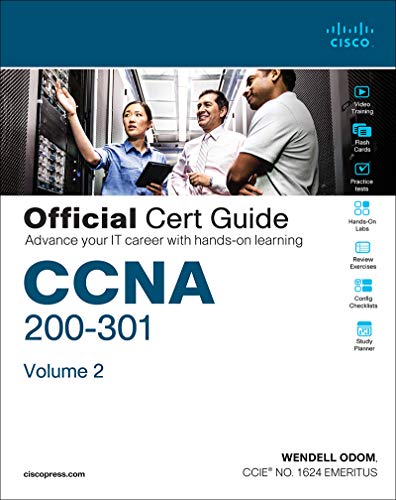 CISCO
Video
Training
Flash
Cards
Practice
tests
Hands-On
Labs
Review
Exercises
Config
Checklists
Study
Planner
Official Cert Guide
Advance your IT career with hands-on learning
CCNA
200-301
Volume 2
WENDELL ODOM,
CCIE® NO. 1624 EMERITUS
ciscopress.com